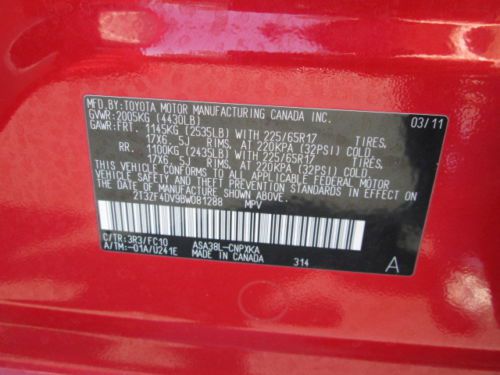 MFD.BY:TOYOTA MOTOR MANUFACTURING CANADA INC.
GVWR:2005KG (4430LB) 03/11
GAWR:FRT. 1145KG (2535LB) WITH 225/65R17 TIRES,
17X6.5J RIMS, AT 220KPA (32PSI) COLD
RR. 1100KG (2435LB) WITH 225/65R17 TIRES,
17X6.5J RIMS, AT 220KPA (32PSI) COLD
THIS VEHICLE CONFORMS TO ALL APPLICABLE FEDERAL MOTOR
VEHICLE SAFETY AND THEFT PREVENTION STANDARDS IN EFFECT
ON THE DATE OF MANUFACTURE SHOWN ABOVE.
2T3ZF4DV9BW081288 MPV
C/TR:3R3/FC10 ASA38L-CNPXKA
A/TM:-01A/U241E MADE IN CANADA 314 A